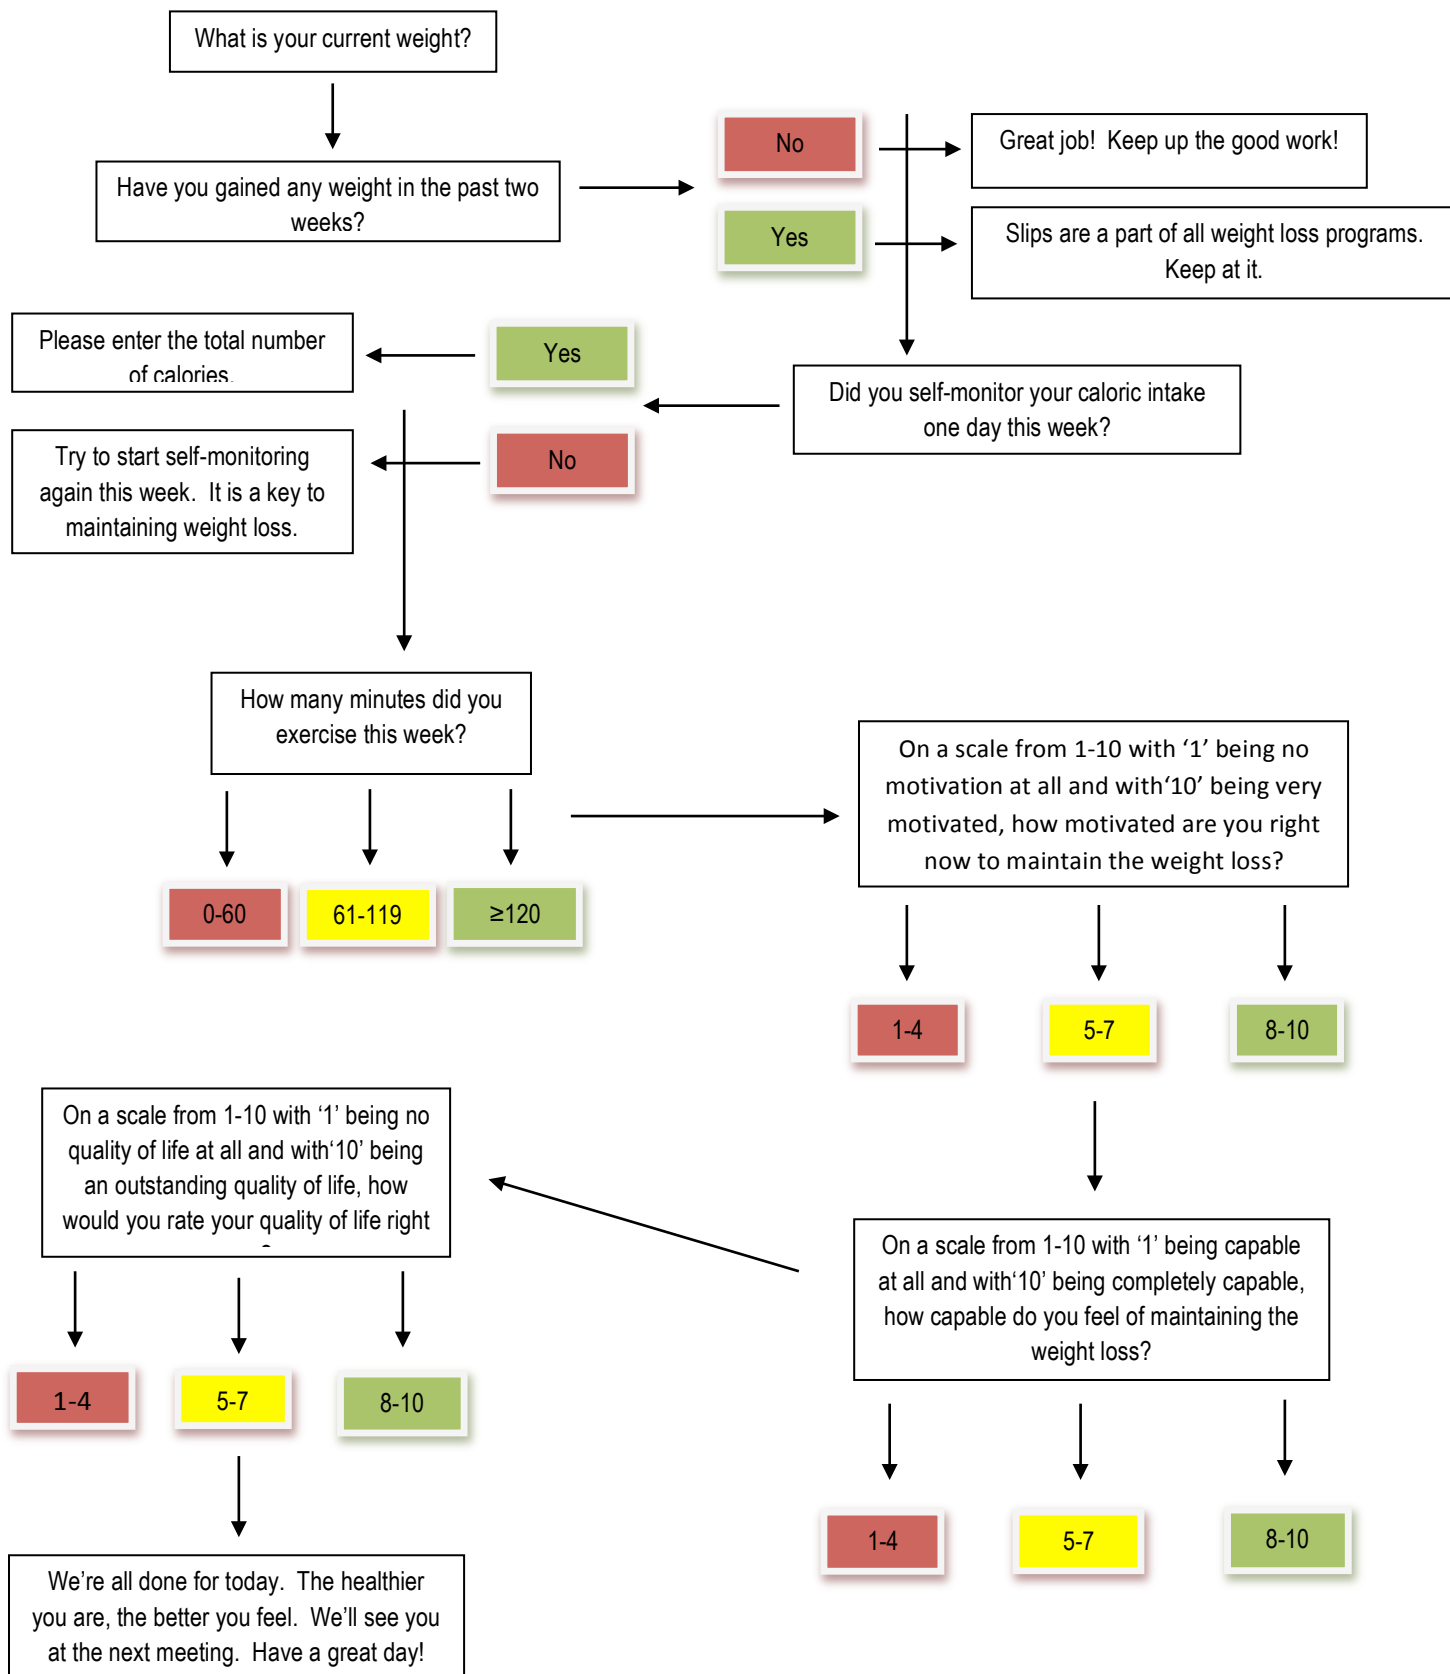 What is your current weight?
Have you gained any weight in the past two
weeks?
No
Great job!  Keep up the good work!
Yes
Slips are a part of all weight loss programs.
Keep at it.
Did you self-monitor your caloric intake
one day this week?
Yes
Please enter the total number
of calories.
No
Try to start self-monitoring
again this week.  It is a key to
maintaining weight loss.
How many minutes did you
exercise this week?
0-60
61-119
≥120
On a scale from 1-10 with ‘1’ being no
motivation at all and with‘10’ being very
motivated, how motivated are you right
now to maintain the weight loss?
1-4
5-7
8-10
On a scale from 1-10 with ‘1’ being capable
at all and with‘10’ being completely capable,
how capable do you feel of maintaining the
weight loss?
1-4
5-7
8-10
On a scale from 1-10 with ‘1’ being no
quality of life at all and with‘10’ being
an outstanding quality of life, how
would you rate your quality of life right
1-4
5-7
8-10
We’re all done for today.  The healthier
you are, the better you feel.  We’ll see you
at the next meeting.  Have a great day!